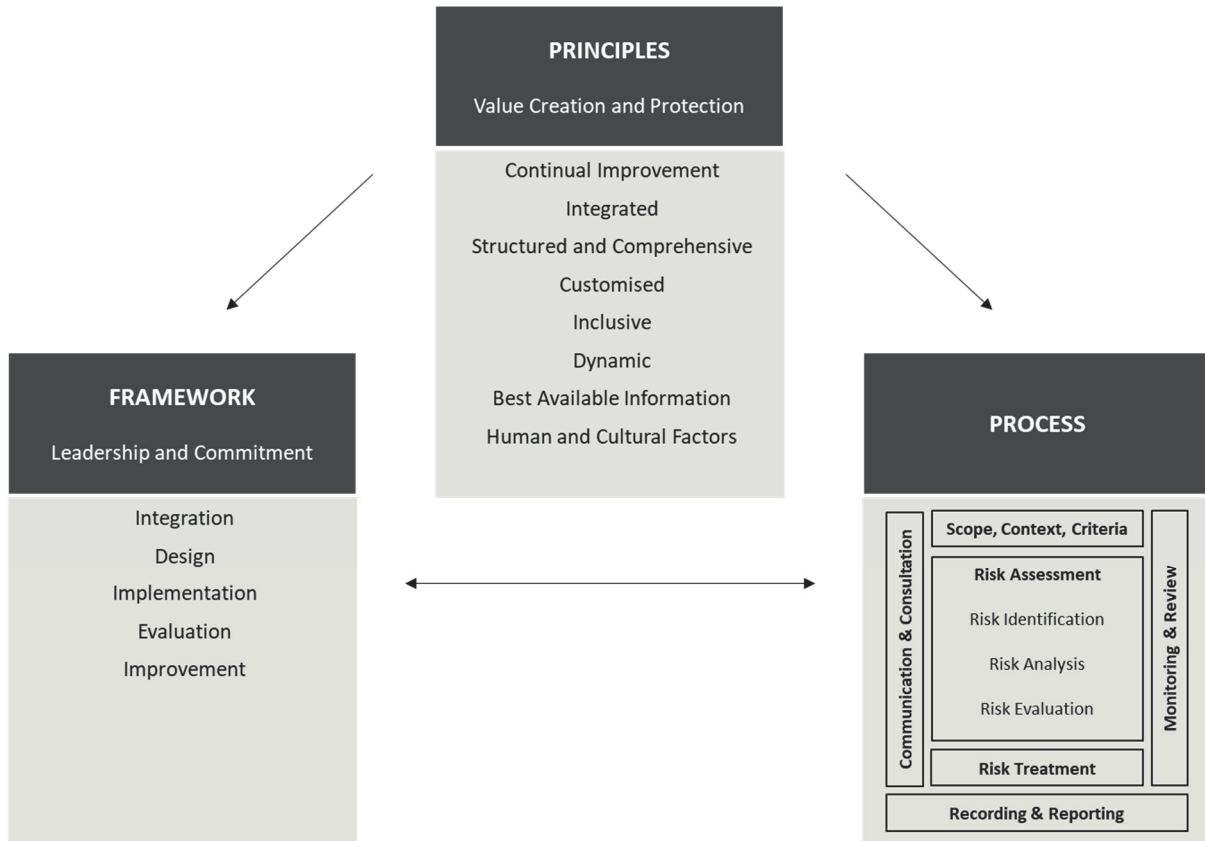 PRINCIPLES
Value Creation and Protection
Continual Improvement
Integrated
Structured and Comprehensive
Customised
Inclusive
Dynamic
Best Available Information
Human and Cultural Factors
FRAMEWORK
Leadership and Commitment
Integration
Design
Implementation
Evaluation
Improvement
PROCESS
Communication & Consultation
Scope, Context, Criteria
Risk Assessment
Risk Identification
Risk Analysis
Risk Evaluation
Risk Treatment
Monitoring & Review
Recording & Reporting